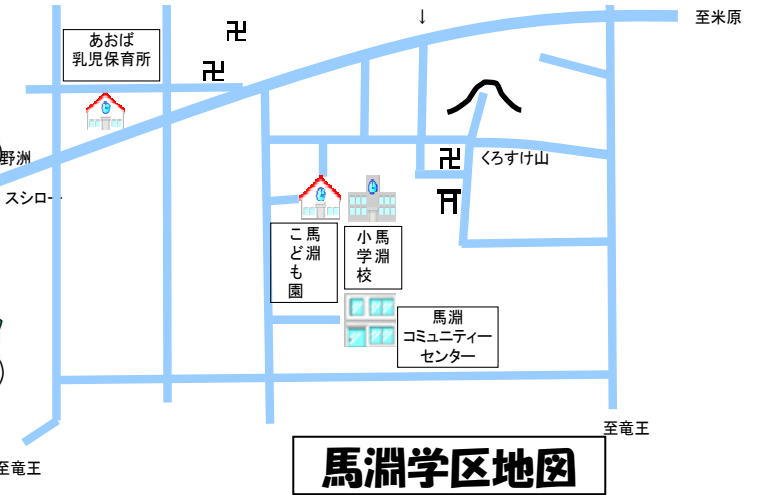 ↓
至米原
あおば
乳児保育所
卍
卍
野洲
スシロー
卍
くろすけ山
馬淵
こども園
馬淵
小学校
馬淵
コミュニティー
センター
至竜王
至竜王
馬淵学区地図